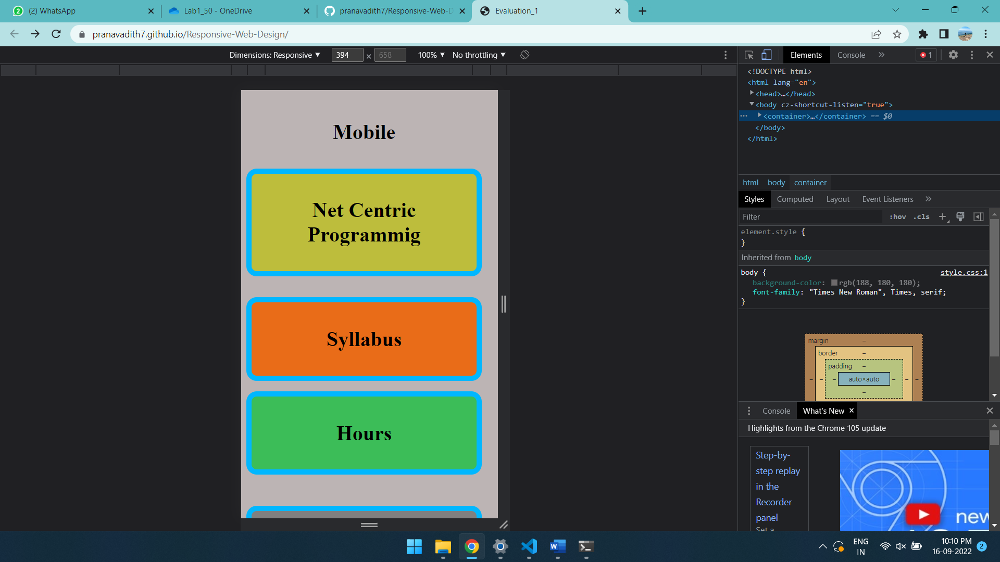 (2) WhatsApp
Lab1_50 - OneDrive
pranavadith7/Responsive-Web-D
Evaluation_1
pranavadith7.github.io/Responsive-Web-Design/
Dimensions: Responsive ▼ 394 × 658 100% ▼ No throttling ▼
Elements Console » 1
<!DOCTYPE html>
<html lang="en">
<head>…</head>
<body cz-shortcut-listen="true">
<container>…</container> == $0
</body>
</html>
html body container
Styles Computed Layout Event Listeners »
Filter :hov .cls
element.style {
}
Inherited from body
body { style.css:1
background-color: rgb(188, 180, 180);
font-family: "Times New Roman", Times, serif;
}
margin –
border –
padding –
– – – auto×auto – – –
–
Console What's New ×
Highlights from the Chrome 105 update
Step-by-
step replay
in the
Recorder
panel
Set a
new
Mobile
Net Centric
Programmig
Syllabus
Hours
ENG
IN
10:10 PM
16-09-2022
2